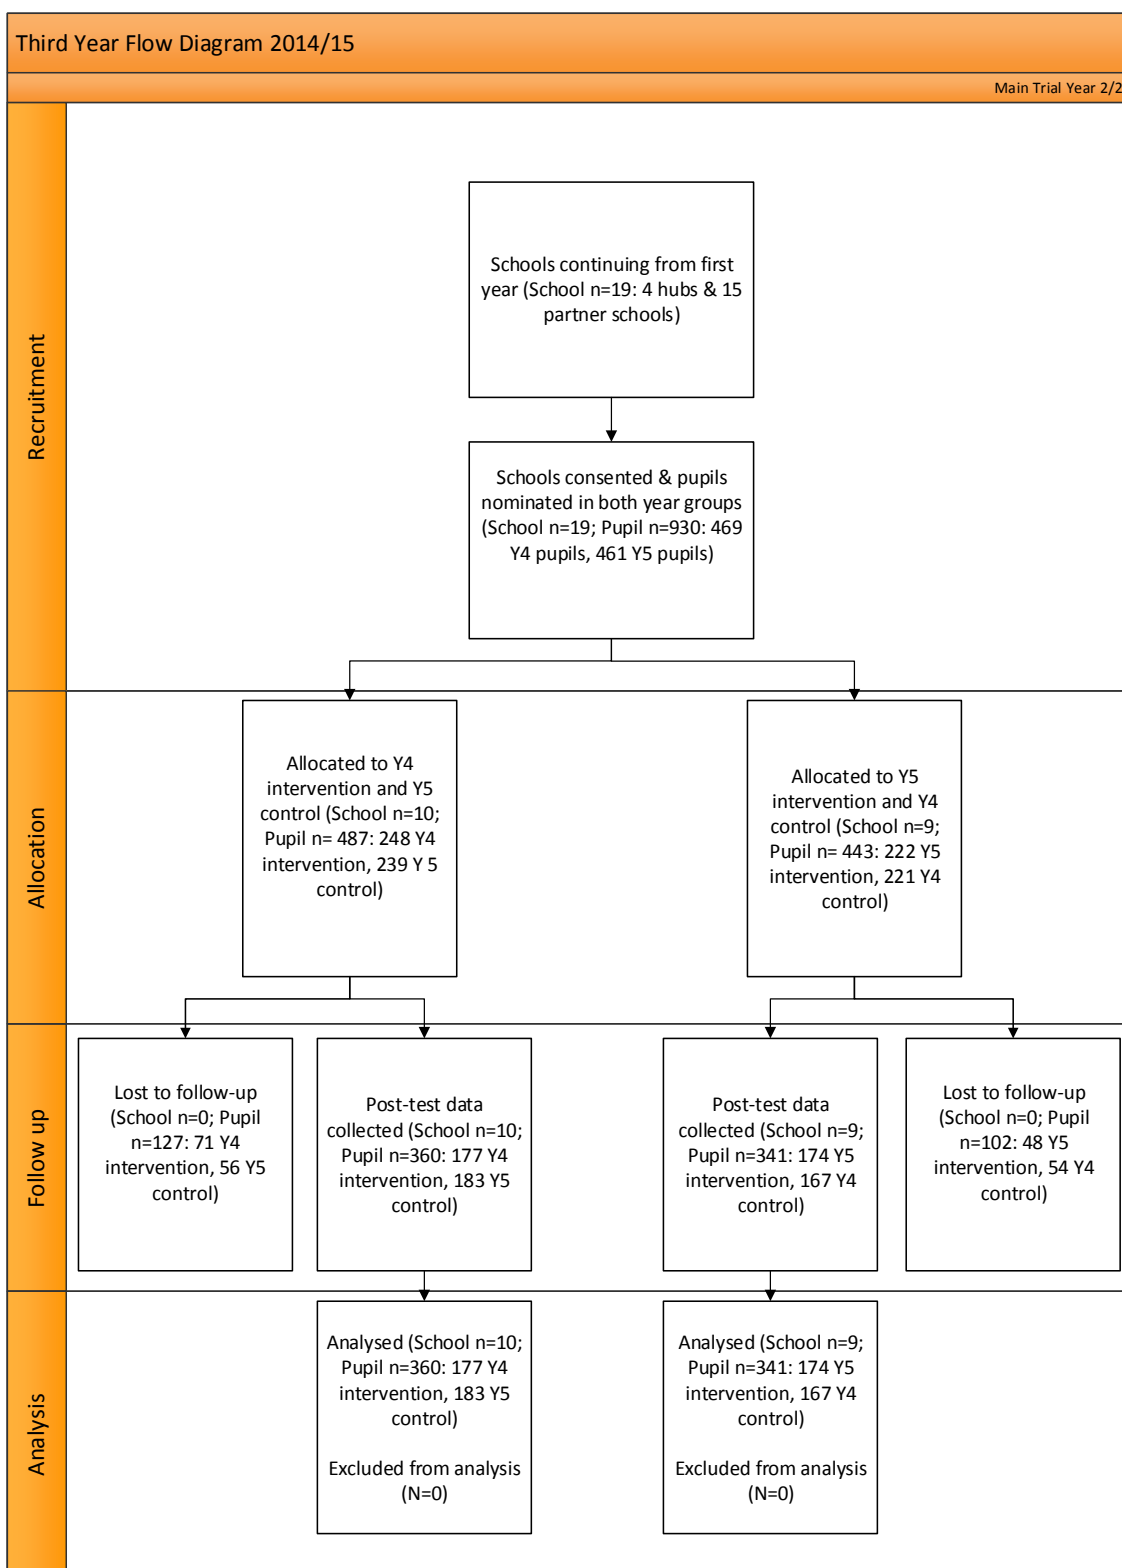 Third Year Flow Diagram 2014/15
Main Trial Year 2/2
Recruitment
Schools continuing from first
year (School n=19: 4 hubs & 15
partner schools)
Schools consented & pupils
nominated in both year groups
(School n=19; Pupil n=930: 469
Y4 pupils, 461 Y5 pupils)
Allocation
Allocated to Y4
intervention and Y5
control (School n=10;
Pupil n= 487: 248 Y4
intervention, 239 Y 5
control)
Allocated to Y5
intervention and Y4
control (School n=9;
Pupil n= 443: 222 Y5
intervention, 221 Y4
control)
Follow up
Lost to follow-up
(School n=0; Pupil
n=127: 71 Y4
intervention, 56 Y5
control)
Post-test data
collected (School n=10;
Pupil n=360: 177 Y4
intervention, 183 Y5
control)
Post-test data
collected (School n=9;
Pupil n=341: 174 Y5
intervention, 167 Y4
control)
Lost to follow-up
(School n=0; Pupil
n=102: 48 Y5
intervention, 54 Y4
control)
Analysis
Analysed (School n=10;
Pupil n=360: 177 Y4
intervention, 183 Y5
control)
Excluded from analysis
(N=0)
Analysed (School n=9;
Pupil n=341: 174 Y5
intervention, 167 Y4
control)
Excluded from analysis
(N=0)